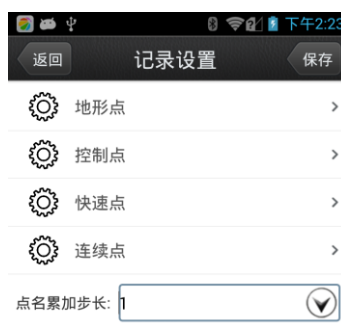 下午2:23
返回 记录设置 保存
地形点
控制点
快速点
连续点
点名累加步长: 1